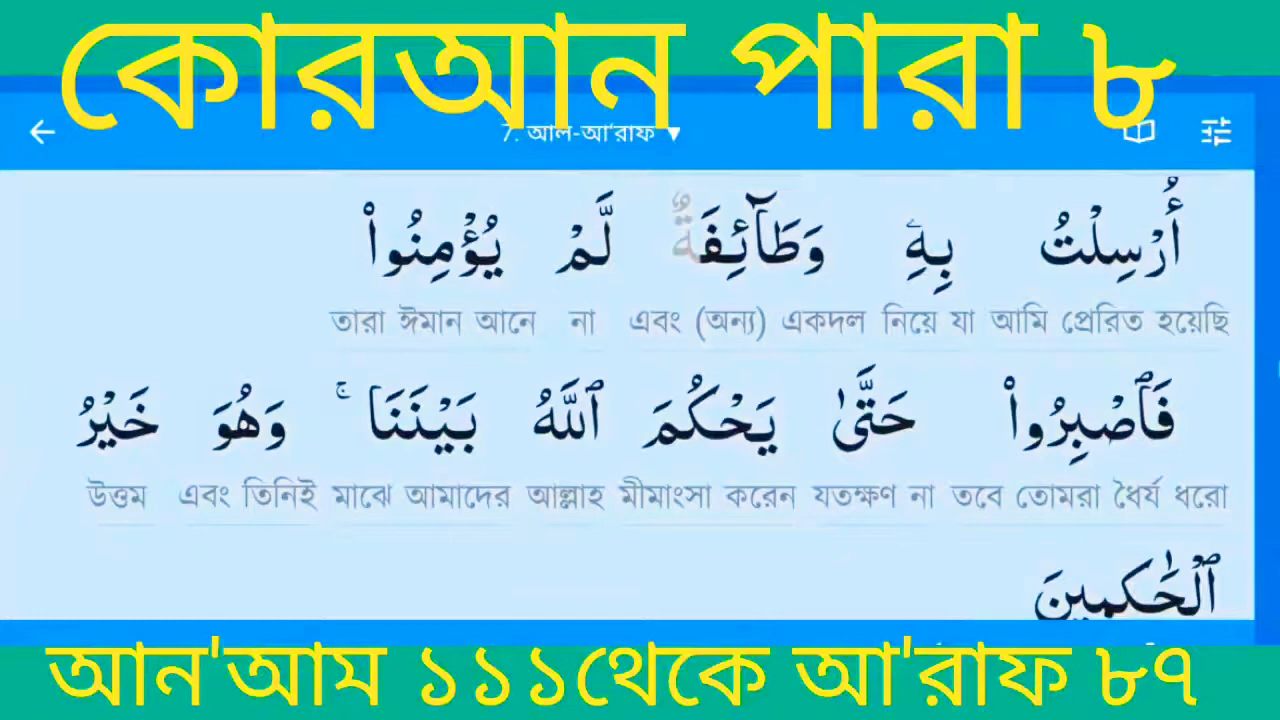 কোরআন পারা ৮
7. আল-আ'রাফ ▼
أُرْسِلْتُ بِهِۦ وَطَآئِفَةٌ لَّمْ يُؤْمِنُوا۟
তারা ঈমান আনে না এবং (অন্য) একদল নিয়ে যা আমি প্রেরিত হয়েছি
فَٱصْبِرُوا۟ حَتَّىٰ يَحْكُمَ ٱللَّهُ بَيْنَنَا ۚ وَهُوَ خَيْرُ
উত্তম এবং তিনিই মাঝে আমাদের আল্লাহ মীমাংসা করেন যতক্ষণ না তবে তোমরা ধৈর্য ধরো
ٱلْحَٰكِمِينَ
আন'আম ১১১থেকে আ'রাফ ৮৭